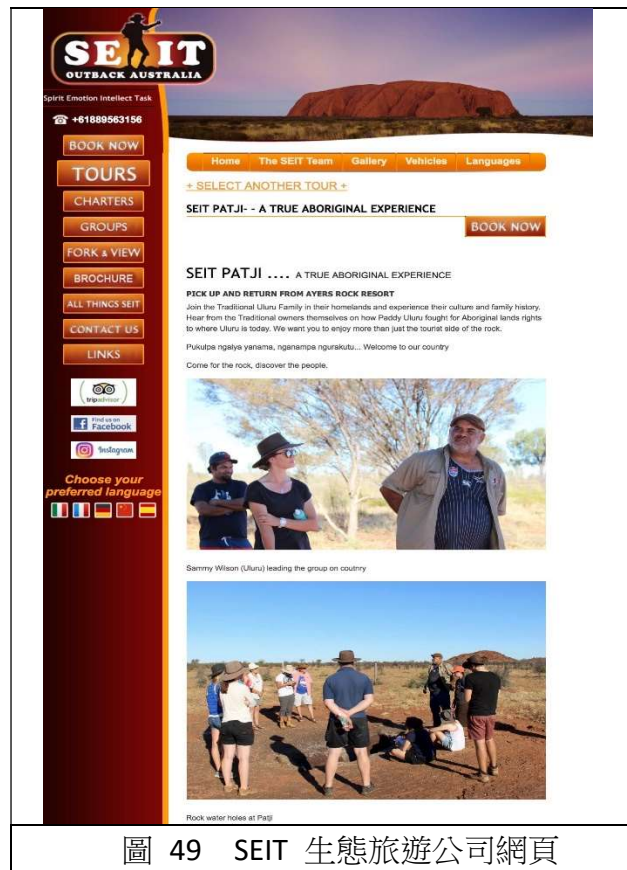 SEIT
OUTBACK AUSTRALIA
Spirit Emotion Intellect Task
+61889563156
BOOK NOW
TOURS
CHARTERS
GROUPS
FORK & VIEW
BROCHURE
ALL THINGS SEIT
CONTACT US
LINKS
tripadvisor
Find us on
Facebook
Instagram
Choose your
preferred language
Home The SEIT Team Gallery Vehicles Languages
+ SELECT ANOTHER TOUR +
SEIT PATJI- - A TRUE ABORIGINAL EXPERIENCE
BOOK NOW
SEIT PATJI .... A TRUE ABORIGINAL EXPERIENCE
PICK UP AND RETURN FROM AYERS ROCK RESORT
Join the Traditional Uluru Family in their homelands and experience their culture and family history.
Hear from the Traditional owners themselves on how Paddy Uluru fought for Aboriginal lands rights
to where Uluru is today. We want you to enjoy more than just the tourist side of the rock.
Pukulpa ngalya yanama, nganampa ngurakutu... Welcome to our country
Come for the rock, discover the people.
Sammy Wilson (Uluru) leading the group on coutnry
Rock water holes at Patji
圖 49 SEIT 生態旅遊公司網頁